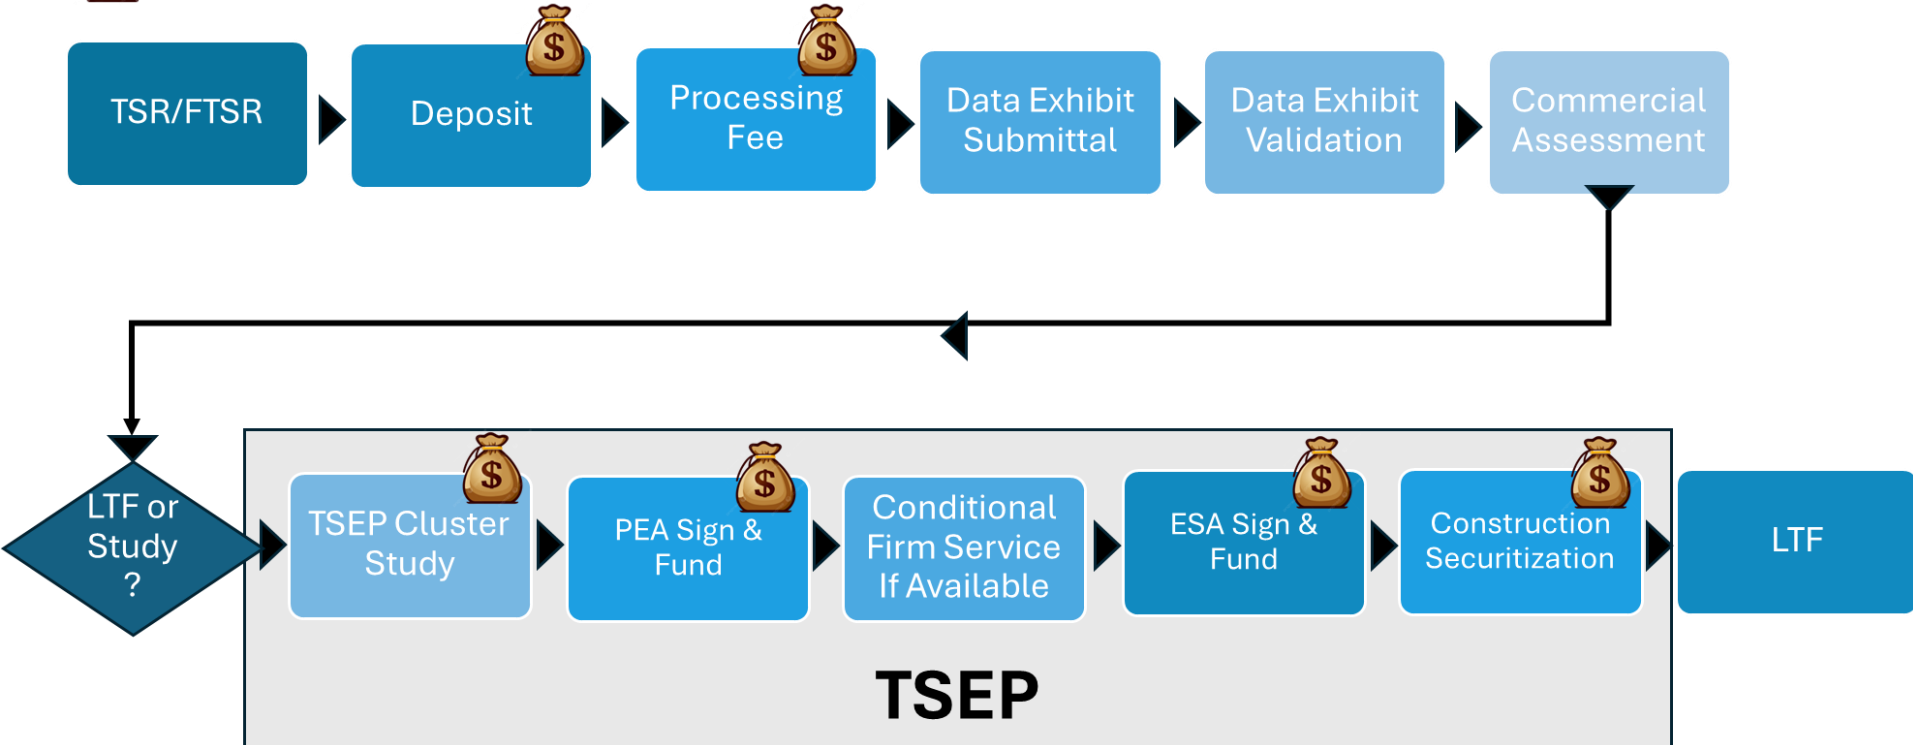 TSR/FTSR
Deposit
$
Processing
Fee
$
Data Exhibit
Submittal
Data Exhibit
Validation
Commercial
Assessment
LTF or
Study
?
TSEP Cluster
Study
$
PEA Sign &
Fund
$
Conditional
Firm Service
If Available
ESA Sign &
Fund
$
Construction
Securitization
$
LTF
TSEP